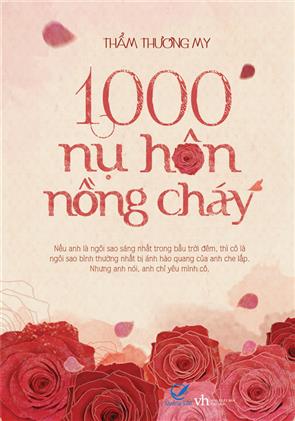 THẨM THƯƠNG MY
1000
nụ hôn
nồng cháy
Nếu anh là ngôi sao sáng nhất trong bầu trời đêm, thì cô là
ngôi sao bình thường nhất bị ánh hào quang của anh che lấp.
Nhưng anh nói, anh chỉ yêu mình cô.
vh